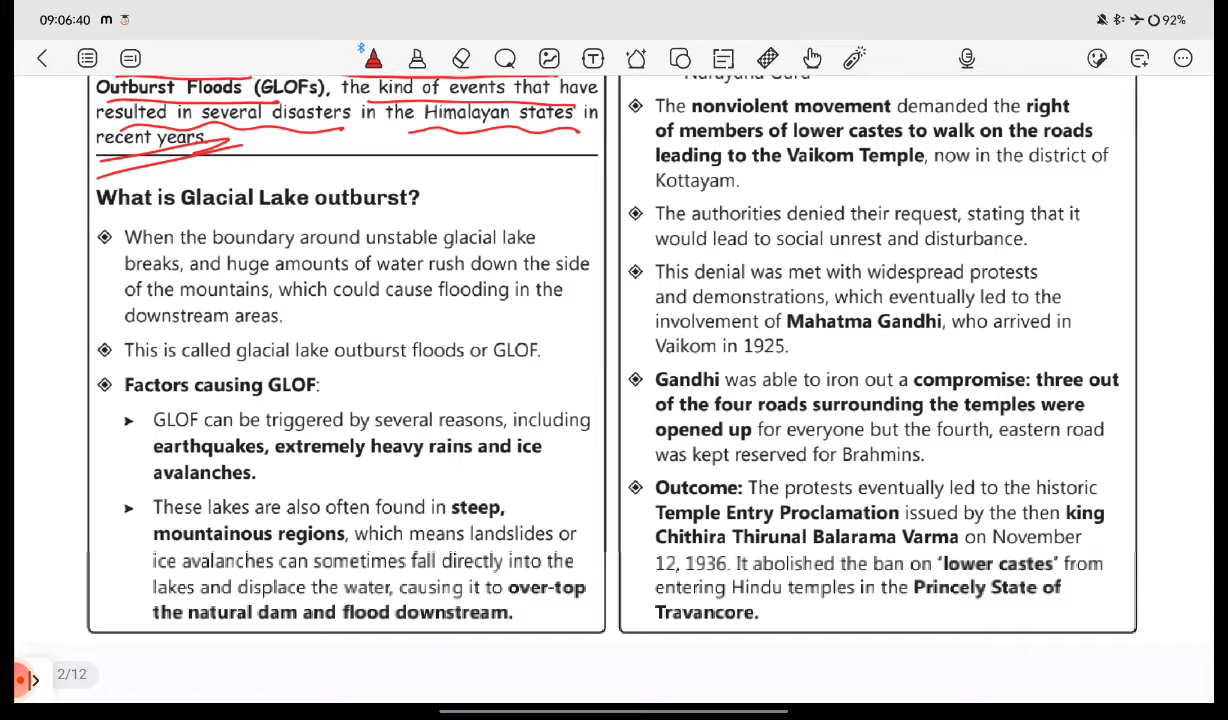 09:06:40 m
92%
Outburst Floods (GLOFs), the kind of events that have
resulted in several disasters in the Himalayan states in
recent years.
What is Glacial Lake outburst?
When the boundary around unstable glacial lake
breaks, and huge amounts of water rush down the side
of the mountains, which could cause flooding in the
downstream areas.
This is called glacial lake outburst floods or GLOF.
Factors causing GLOF:
GLOF can be triggered by several reasons, including
earthquakes, extremely heavy rains and ice
avalanches.
These lakes are also often found in steep,
mountainous regions, which means landslides or
ice avalanches can sometimes fall directly into the
lakes and displace the water, causing it to over-top
the natural dam and flood downstream.
Narayana Guru
The nonviolent movement demanded the right
of members of lower castes to walk on the roads
leading to the Vaikom Temple, now in the district of
Kottayam.
The authorities denied their request, stating that it
would lead to social unrest and disturbance.
This denial was met with widespread protests
and demonstrations, which eventually led to the
involvement of Mahatma Gandhi, who arrived in
Vaikom in 1925.
Gandhi was able to iron out a compromise: three out
of the four roads surrounding the temples were
opened up for everyone but the fourth, eastern road
was kept reserved for Brahmins.
Outcome: The protests eventually led to the historic
Temple Entry Proclamation issued by the then king
Chithira Thirunal Balarama Varma on November
12, 1936. It abolished the ban on 'lower castes' from
entering Hindu temples in the Princely State of
Travancore.
2/12